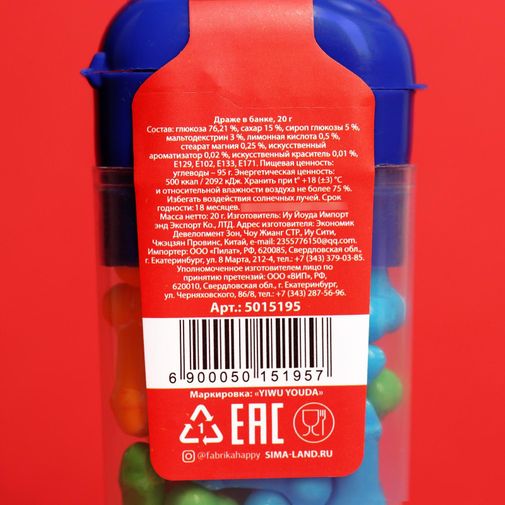 Драже в банке, 20 г
Состав: глюкоза 76,21 %, сахар 15 %, сироп глюкозы 5 %,
мальтодекстрин 3 %, лимонная кислота 0,5 %,
стеарат магния 0,25 %, искусственный
ароматизатор 0,02 %, искусственный краситель 0,01 %,
E129, E102, E133, E171. Пищевая ценность:
углеводы – 95 г. Энергетическая ценность:
500 ккал / 2092 кДж. Хранить при t° +18 (±3) °C
и относительной влажности воздуха не более 75 %.
Избегать воздействия солнечных лучей. Срок
годности: 18 месяцев.
Масса нетто: 20 г. Изготовитель: Иу Йоуда Импорт
энд Экспорт Ко., ЛТД. Адрес изготовителя: Экономик
Девелопмент Зон, Чоу Жианг СТР., Иу Сити,
Чжэцзян Провинс, Китай, e-mail: 2355776150@qq.com.
Импортер: ООО «Пилат», РФ, 620085, Свердловская обл.,
г. Екатеринбург, ул. 8 Марта, 212-4, тел.: +7 (343) 379-03-85.
Уполномоченное изготовителем лицо по
принятию претензий: ООО «ВИП», РФ,
620010, Свердловская обл., г. Екатеринбург,
ул. Черняховского, 86/8, тел.: +7 (343) 287-56-96.
Арт.: 5015195
6 900050 151957
Маркировка: «YIWU YOUDA»
1 EAC
@fabrikahappy SIMA-LAND.RU